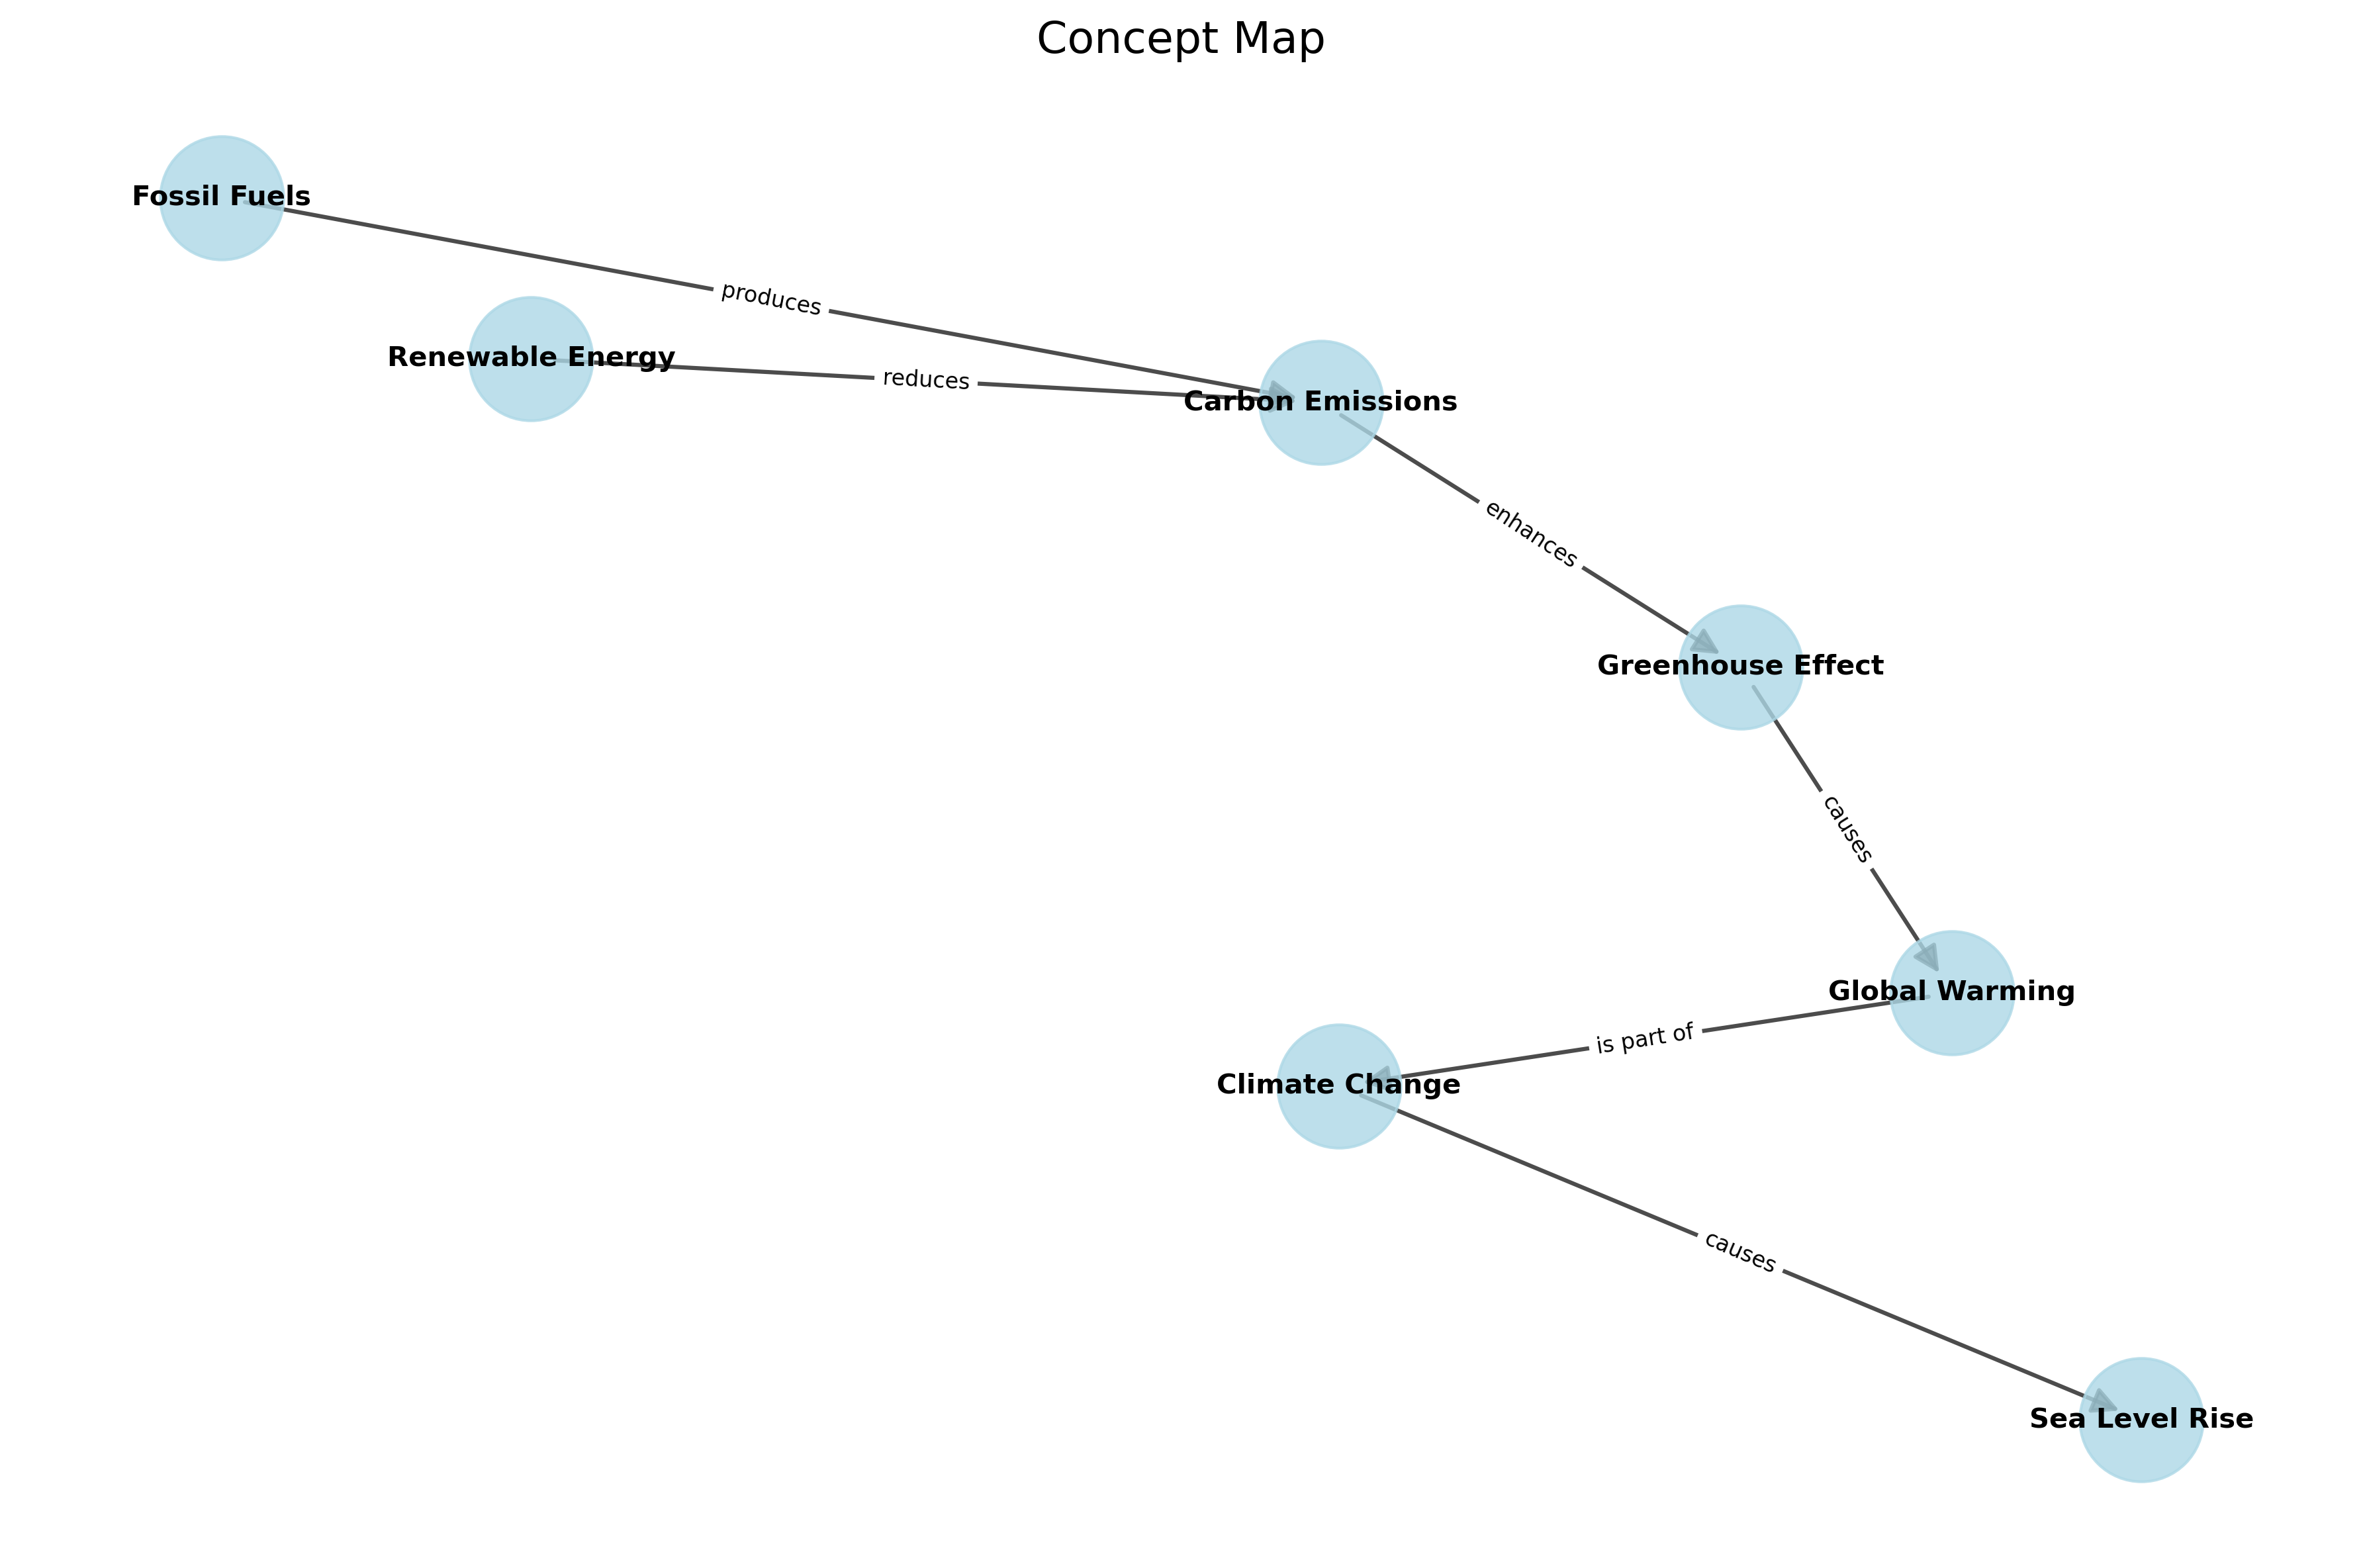 Concept Map
Fossil Fuels
produces
Renewable Energy
reduces
Carbon Emissions
enhances
Greenhouse Effect
causes
Global Warming
is part of
Climate Change
causes
Sea Level Rise